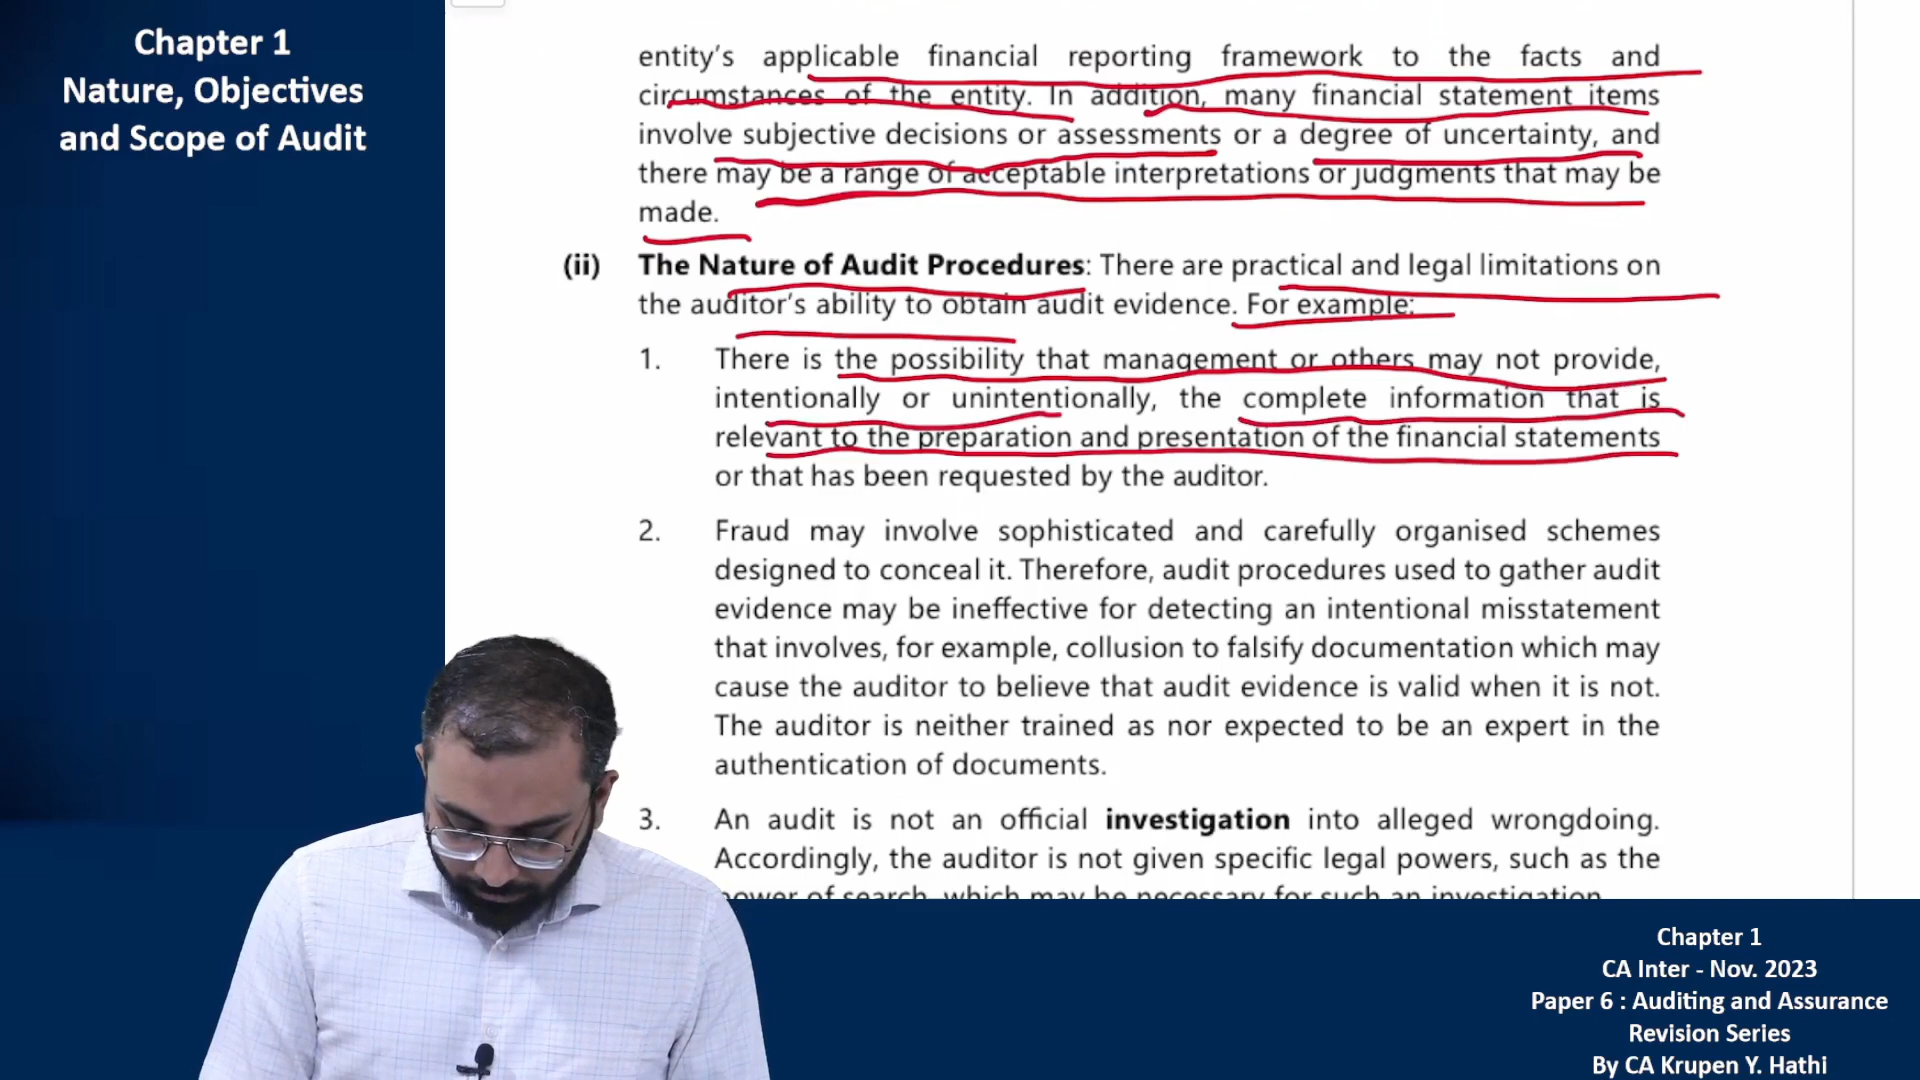 Chapter 1
Nature, Objectives
and Scope of Audit
entity’s applicable financial reporting framework to the facts and
circumstances of the entity. In addition, many financial statement items
involve subjective decisions or assessments or a degree of uncertainty, and
there may be a range of acceptable interpretations or judgments that may be
made.
(ii) The Nature of Audit Procedures: There are practical and legal limitations on
the auditor’s ability to obtain audit evidence. For example:
1. There is the possibility that management or others may not provide,
intentionally or unintentionally, the complete information that is
relevant to the preparation and presentation of the financial statements
or that has been requested by the auditor.
2. Fraud may involve sophisticated and carefully organised schemes
designed to conceal it. Therefore, audit procedures used to gather audit
evidence may be ineffective for detecting an intentional misstatement
that involves, for example, collusion to falsify documentation which may
cause the auditor to believe that audit evidence is valid when it is not.
The auditor is neither trained as nor expected to be an expert in the
authentication of documents.
3. An audit is not an official investigation into alleged wrongdoing.
Accordingly, the auditor is not given specific legal powers, such as the
power of search, which may be necessary for such an investigation.
Chapter 1
CA Inter - Nov. 2023
Paper 6 : Auditing and Assurance
Revision Series
By CA Krupen Y. Hathi